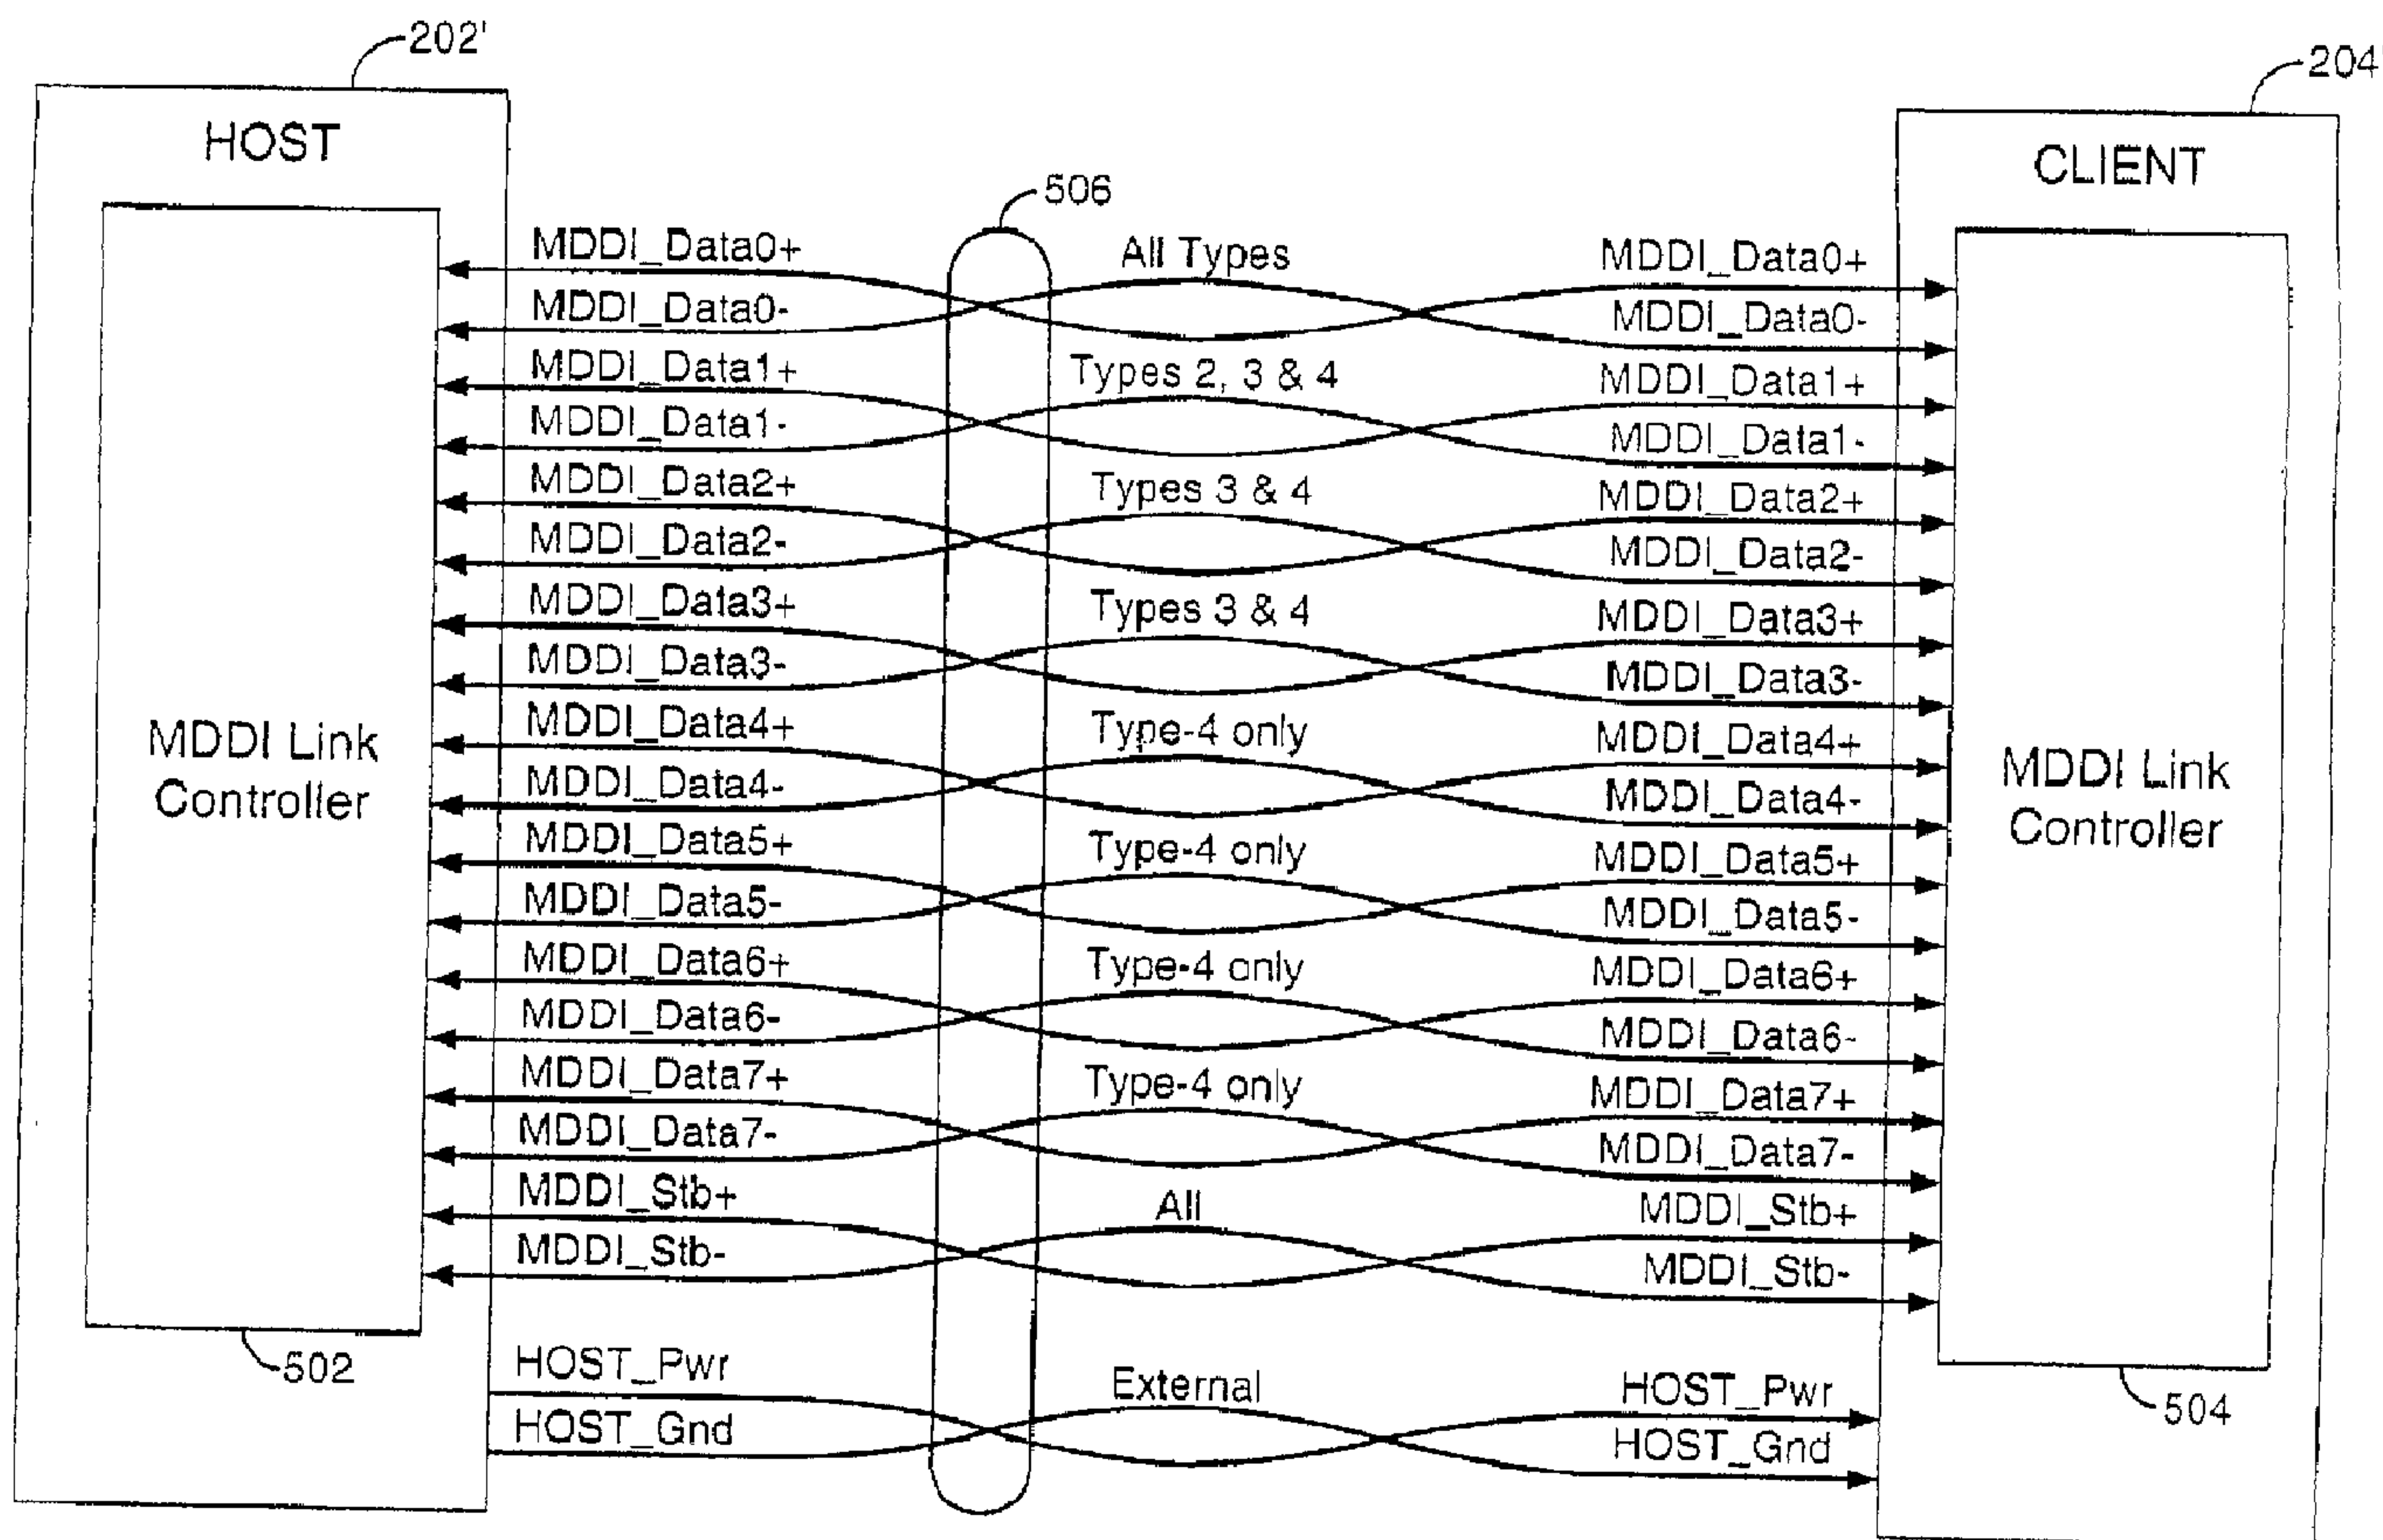 202'
204'
HOST
CLIENT
506
MDDI_Data0+
All Types
MDDI_Data0+
MDDI_Data0-
MDDI_Data0-
MDDI_Data1+
Types 2, 3 & 4
MDDI_Data1+
MDDI_Data1-
MDDI_Data1-
MDDI_Data2+
Types 3 & 4
MDDI_Data2+
MDDI_Data2-
MDDI_Data2-
MDDI_Data3+
Types 3 & 4
MDDI_Data3+
MDDI_Data3-
MDDI_Data3-
MDDI Link
Controller
MDDI_Data4+
Type-4 only
MDDI_Data4+
MDDI_Data4-
MDDI_Data4-
MDDI Link
Controller
MDDI_Data5+
Type-4 only
MDDI_Data5+
MDDI_Data5-
MDDI_Data5-
MDDI_Data6+
Type-4 only
MDDI_Data6+
MDDI_Data6-
MDDI_Data6-
MDDI_Data7+
Type-4 only
MDDI_Data7+
MDDI_Data7-
MDDI_Data7-
MDDI_Stb+
All
MDDI_Stb+
MDDI_Stb-
MDDI_Stb-
502
HOST_Pwr
External
HOST_Pwr
504
HOST_Gnd
HOST_Gnd